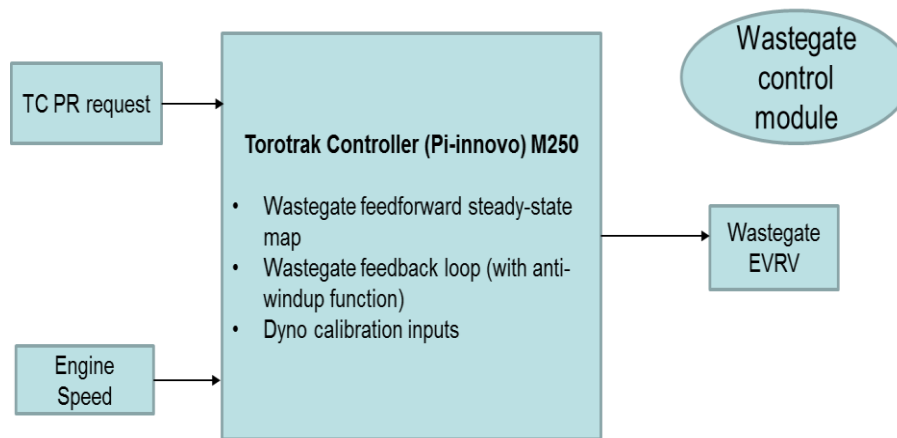 Wastegate
control
module
TC PR request
Torotrak Controller (Pi-innovo) M250
• Wastegate feedforward steady-state
map
• Wastegate feedback loop (with anti-
windup function)
• Dyno calibration inputs
Wastegate
EVRV
Engine
Speed